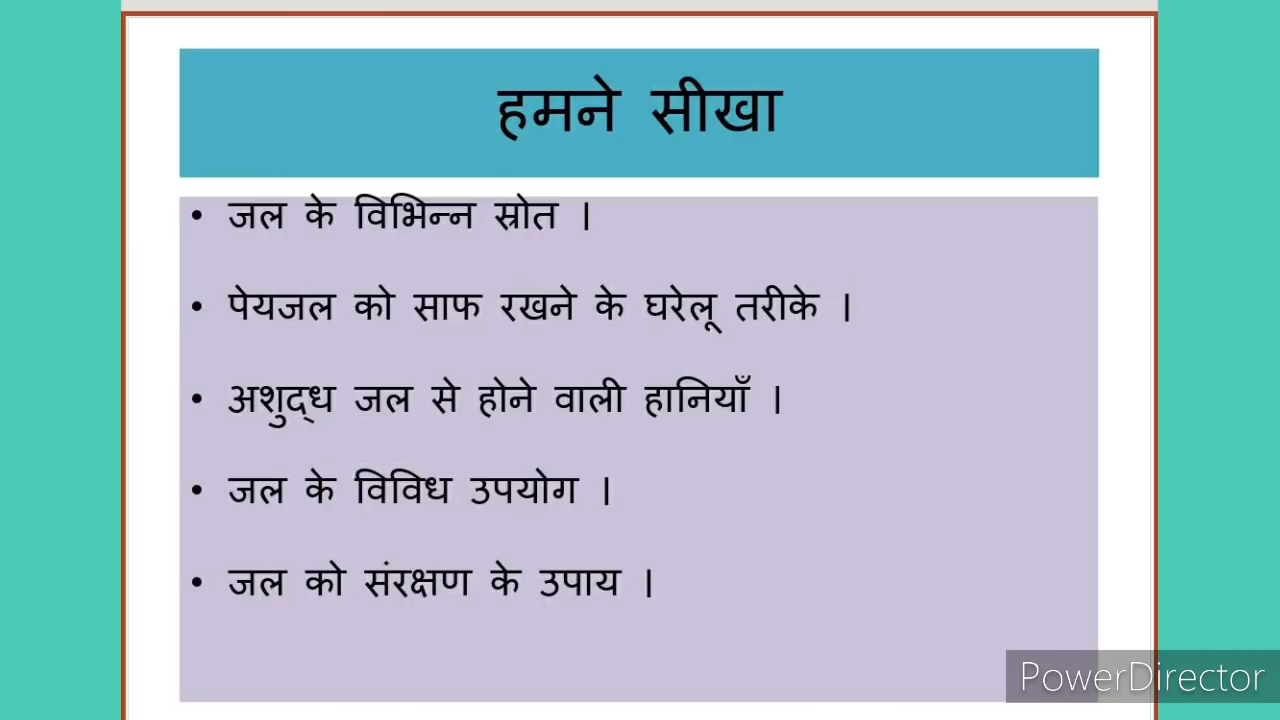 हमने सीखा
• जल के विभिन्न स्रोत ।
• पेयजल को साफ रखने के घरेलू तरीके ।
• अशुद्ध जल से होने वाली हानियाँ ।
• जल के विविध उपयोग ।
• जल को संरक्षण के उपाय ।
PowerDirector